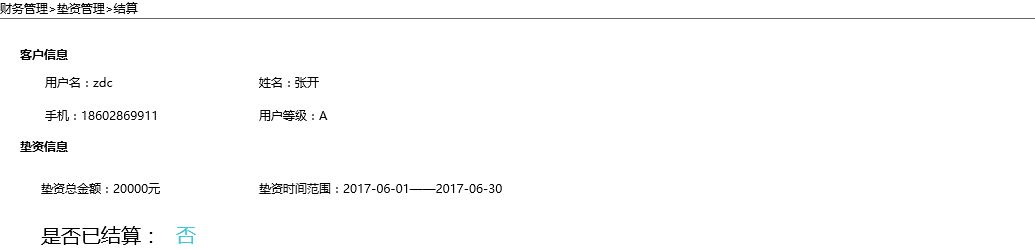 财务管理>垫资管理>结算
客户信息
用户名：zdc 姓名：张开
手机：18602869911 用户等级：A
垫资信息
垫资总金额：20000元 垫资时间范围：2017-06-01——2017-06-30
是否已结算： 否